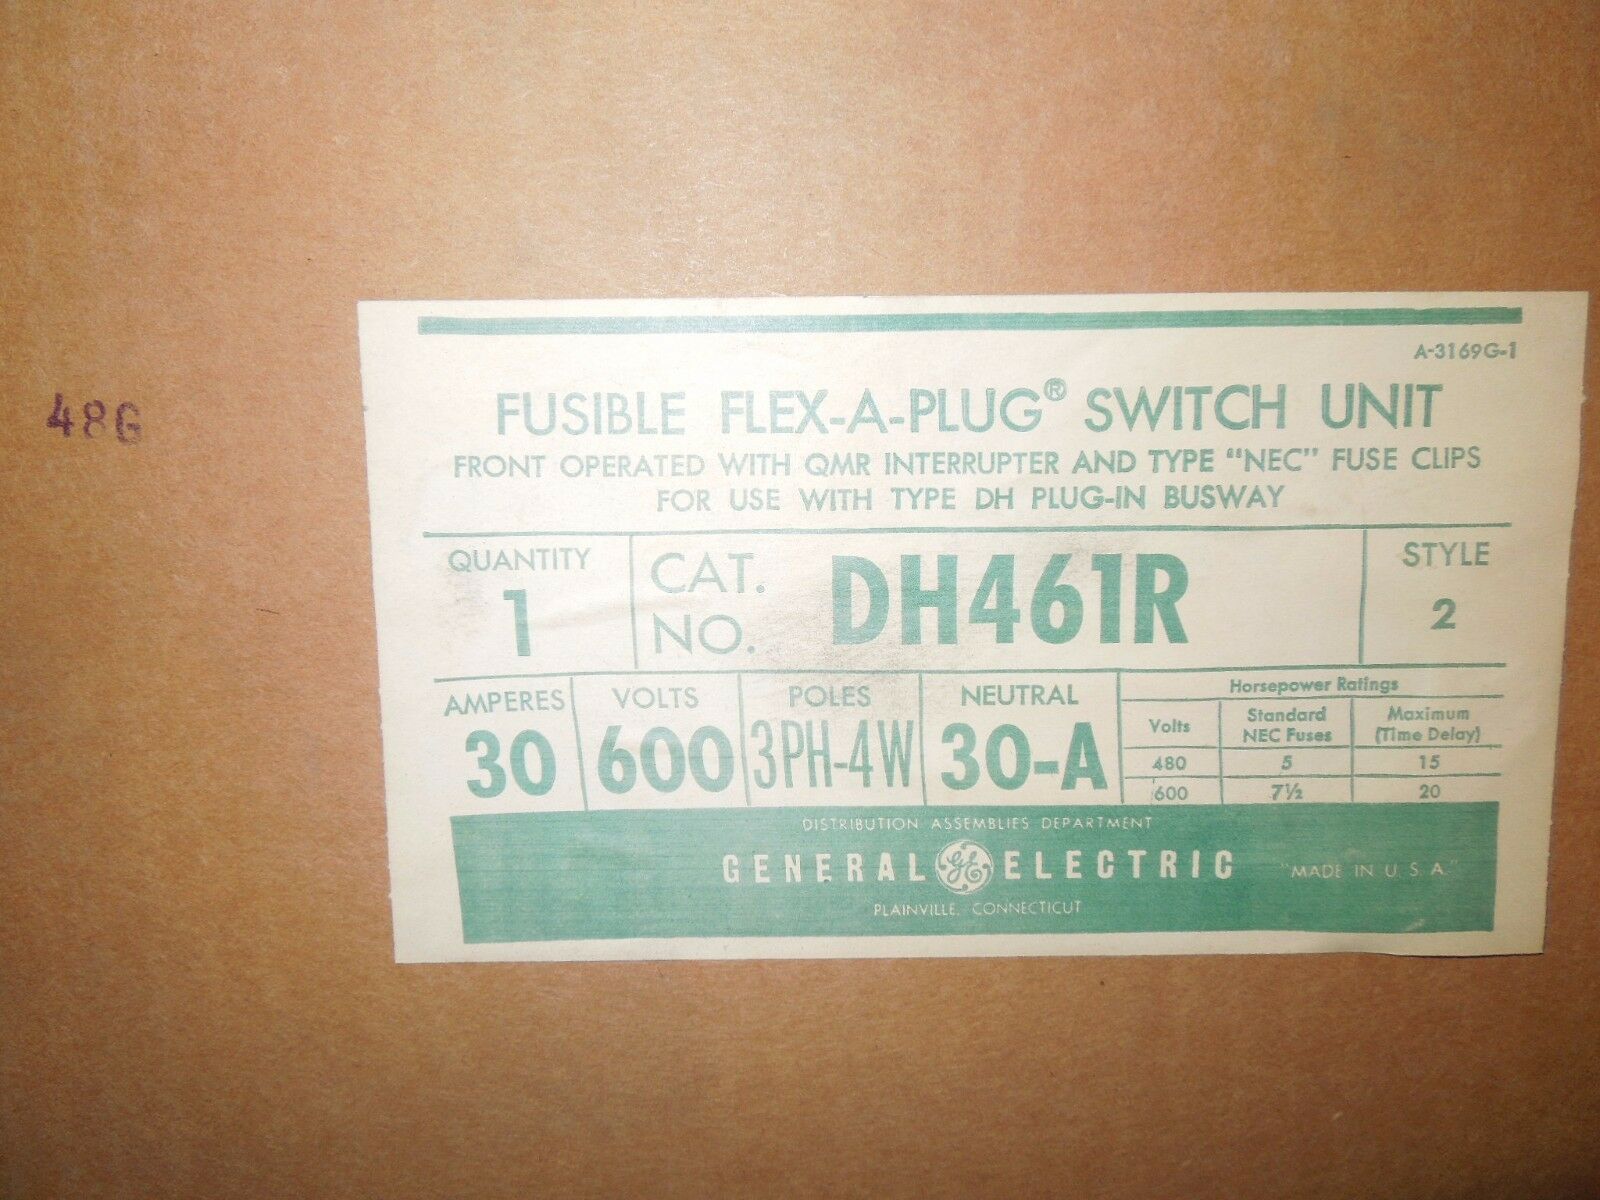 48G
A-3169G-1
FUSIBLE FLEX-A-PLUG® SWITCH UNIT
FRONT OPERATED WITH QMR INTERRUPTER AND TYPE "NEC" FUSE CLIPS
FOR USE WITH TYPE DH PLUG-IN BUSWAY
QUANTITY
1
CAT. NO. DH461R
STYLE
2
AMPERES
30
VOLTS
600
POLES
3PH-4W
NEUTRAL
30-A
Horsepower Ratings
Volts Standard NEC Fuses Maximum (Time Delay)
480 5 15
600 7½ 20
DISTRIBUTION ASSEMBLIES DEPARTMENT
GENERAL GE ELECTRIC
"MADE IN U.S.A."
PLAINVILLE, CONNECTICUT